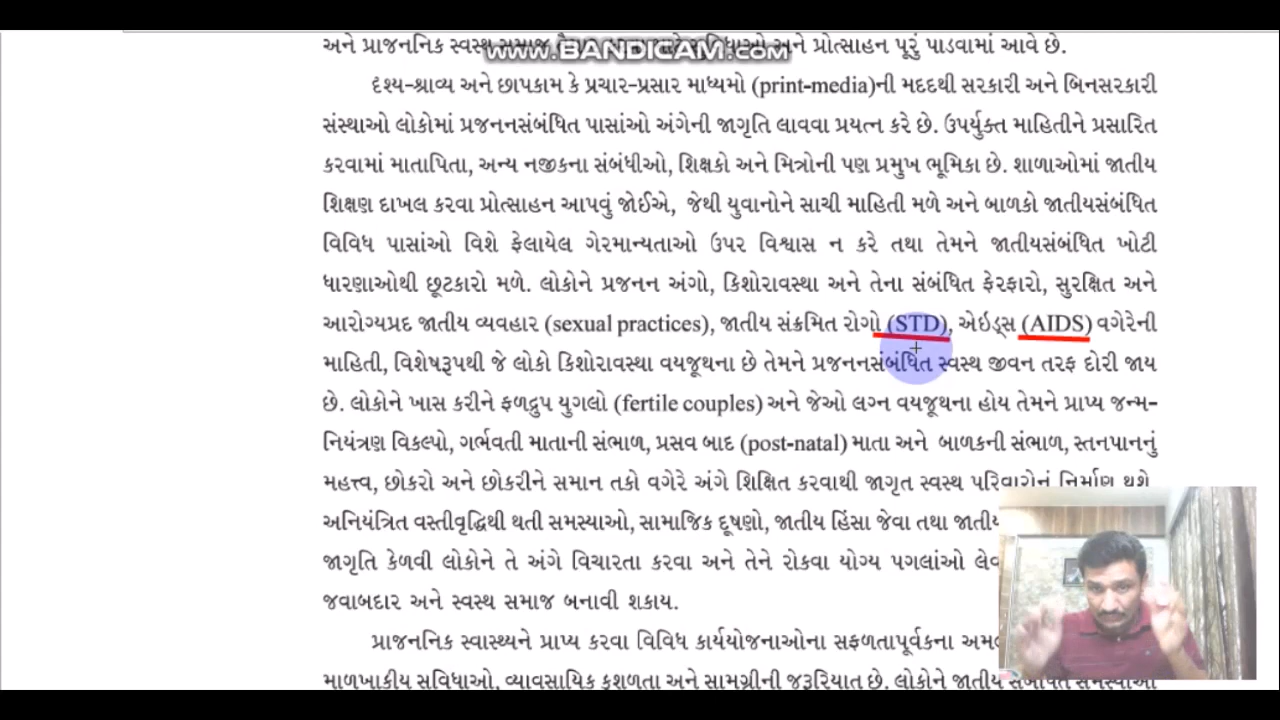 અને પ્રાજનનિક સ્વસ્થ સમાજ અને પ્રોત્સાહન પૂરું પાડવામાં આવે છે.
www.BANDICAM.com
દૃશ્ય-શ્રાવ્ય અને છાપકામ કે પ્રચાર-પ્રસાર માધ્યમો (print-media)ની મદદથી સરકારી અને બિનસરકારી
સંસ્થાઓ લોકોમાં પ્રજનનસંબંધિત પાસાંઓ અંગેની જાગૃતિ લાવવા પ્રયત્ન કરે છે. ઉપર્યુક્ત માહિતીને પ્રસારિત
કરવામાં માતાપિતા, અન્ય નજીકના સંબંધીઓ, શિક્ષકો અને મિત્રોની પણ પ્રમુખ ભૂમિકા છે. શાળાઓમાં જાતીય
શિક્ષણ દાખલ કરવા પ્રોત્સાહન આપવું જોઈએ, જેથી યુવાનોને સાચી માહિતી મળે અને બાળકો જાતીયસંબંધિત
વિવિધ પાસાંઓ વિશે ફેલાયેલ ગેરમાન્યતાઓ ઉપર વિશ્વાસ ન કરે તથા તેમને જાતીયસંબંધિત ખોટી
ધારણાઓથી છૂટકારો મળે. લોકોને પ્રજનન અંગો, કિશોરાવસ્થા અને તેના સંબંધિત ફેરફારો, સુરક્ષિત અને
આરોગ્યપ્રદ જાતીય વ્યવહાર (sexual practices), જાતીય સંક્રમિત રોગો (STD), એઇડ્સ (AIDS) વગેરેની
માહિતી, વિશેષરૂપથી જે લોકો કિશોરાવસ્થા વયજૂથના છે તેમને પ્રજનનસંબંધિત સ્વસ્થ જીવન તરફ દોરી જાય
છે. લોકોને ખાસ કરીને ફળદ્રુપ યુગલો (fertile couples) અને જેઓ લગ્ન વયજૂથના હોય તેમને પ્રાપ્ય જન્મ-
નિયંત્રણ વિકલ્પો, ગર્ભવતી માતાની સંભાળ, પ્રસવ બાદ (post-natal) માતા અને બાળકની સંભાળ, સ્તનપાનનું
મહત્ત્વ, છોકરો અને છોકરીને સમાન તકો વગેરે અંગે શિક્ષિત કરવાથી જાગૃત સ્વસ્થ પરિવારોનું નિર્માણ થશે.
અનિયંત્રિત વસ્તીવૃદ્ધિથી થતી સમસ્યાઓ, સામાજિક દૂષણો, જાતીય હિંસા જેવા તથા જાતી
જાગૃતિ કેળવી લોકોને તે અંગે વિચારતા કરવા અને તેને રોકવા યોગ્ય પગલાંઓ લેવ
જવાબદાર અને સ્વસ્થ સમાજ બનાવી શકાય.
પ્રાજનનિક સ્વાસ્થ્યને પ્રાપ્ય કરવા વિવિધ કાર્યયોજનાઓના સફળતાપૂર્વકના અમલ
માળખાકીય સુવિધાઓ, વ્યાવસાયિક કુશળતા અને સામગ્રીની જરૂરિયાત છે. લોકોને જાતીય સંબંધિત સમસ્યાઓ